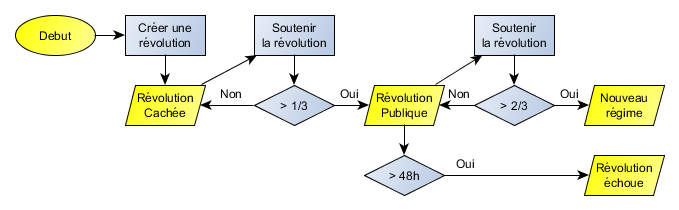 Debut
Créer une
révolution
Soutenir
la révolution
Soutenir
la révolution
Révolution
Cachée
Non
> 1/3
Oui
Révolution
Publique
Non
> 2/3
Oui
Nouveau
régime
> 48h
Oui
Révolution
échoue